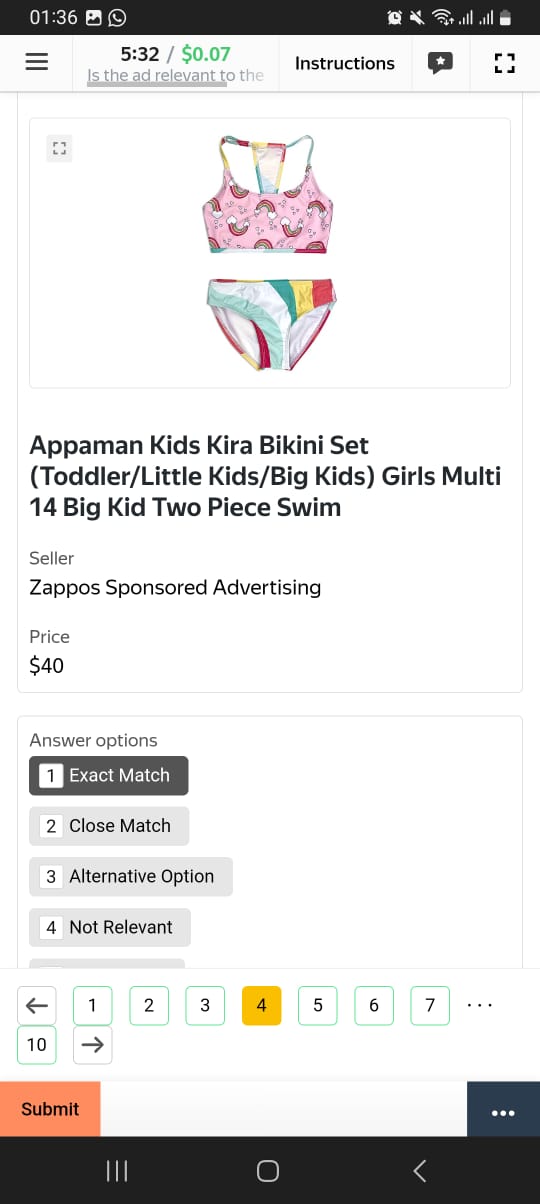 01:36
5:32 / $0.07
Is the ad relevant to the
Instructions
Appaman Kids Kira Bikini Set
(Toddler/Little Kids/Big Kids) Girls Multi
14 Big Kid Two Piece Swim
Seller
Zappos Sponsored Advertising
Price
$40
Answer options
1 Exact Match
2 Close Match
3 Alternative Option
4 Not Relevant
1 2 3 4 5 6 7 ...
10
Submit